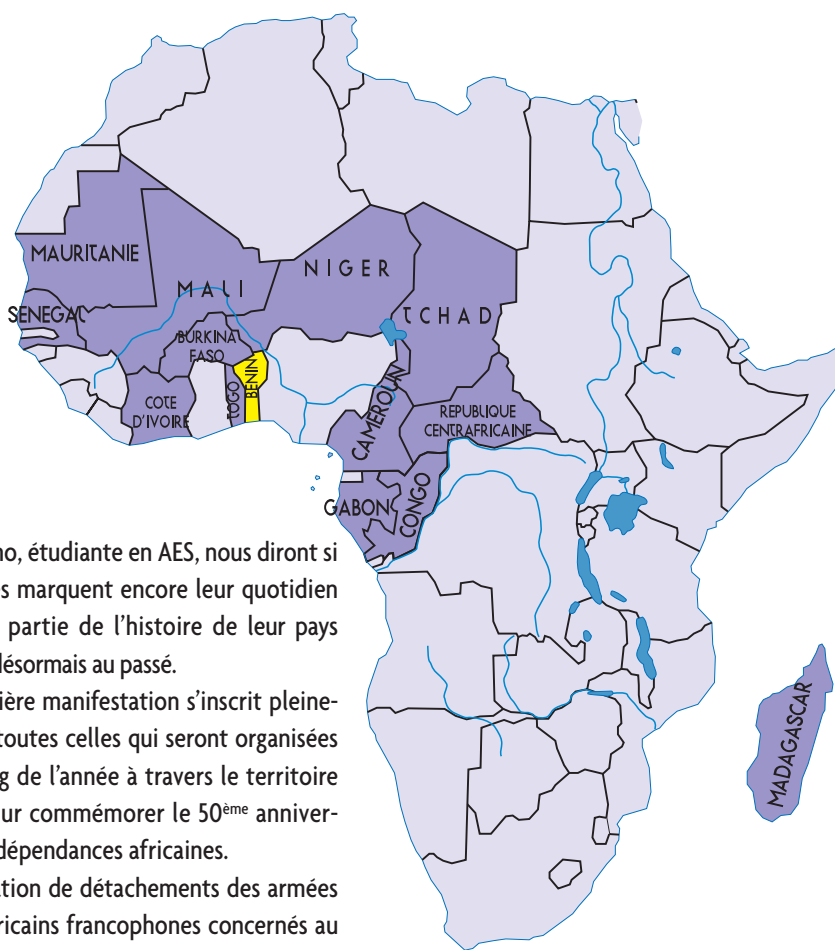 MAURITANIE
NIGER
MALI
TCHAD
SENEGAL
BURKINA
FASO
BENIN
TOGO
COTE
D'IVOIRE
CAMEROUN
REPUBLIQUE
CENTRAFRICAINE
GABON
CONGO
MADAGASCAR
no, étudiante en AES, nous diront si
es marquent encore leur quotidien
partie de l'histoire de leur pays
désormais au passé.
ière manifestation s'inscrit pleine-
toutes celles qui seront organisées
g de l'année à travers le territoire
ur commémorer le 50ème anniver-
dépendances africaines.
ation de détachements des armées
ricains francophones concernés au